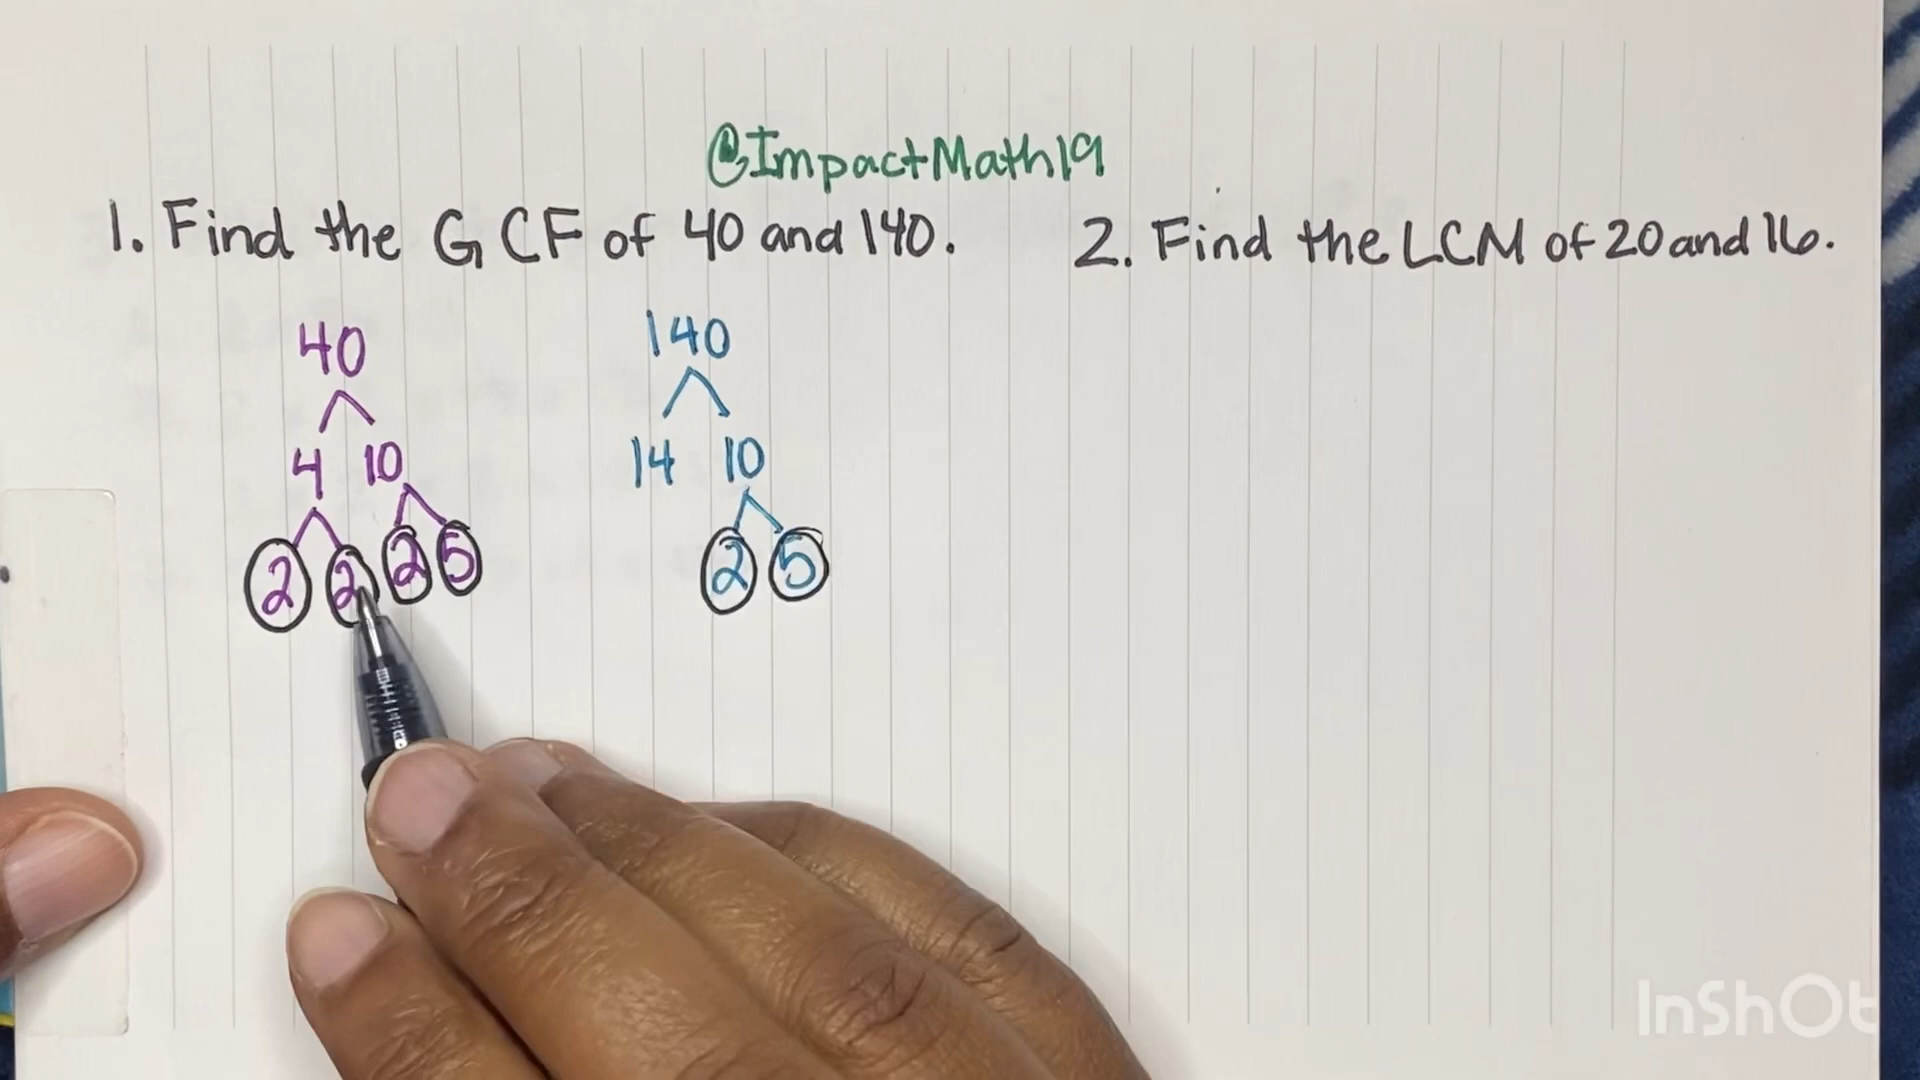 @ImpactMath19
1. Find the GCF of 40 and 140.
2. Find the LCM of 20 and 16.
40
140
4 10
14 10
2 2 2 5
2 5
InShOt